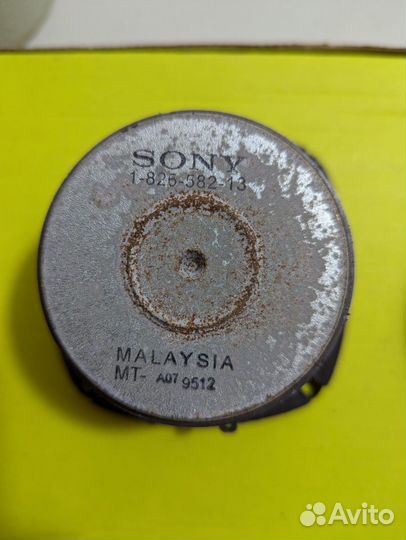 SONY
1-826-582-13
MALAYSIA
MT- A07 9512
Avito